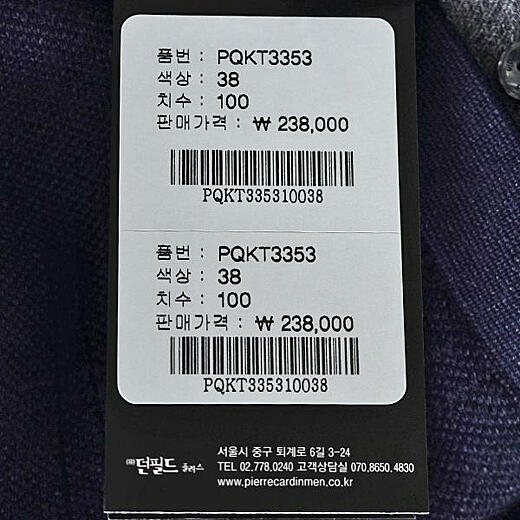 품번 : PQKT3353
색상 : 38
치수 : 100
판매가격 : ₩ 238,000
PQKT335310038
품번 : PQKT3353
색상 : 38
치수 : 100
판매가격 : ₩ 238,000
PQKT335310038
㈜던필드 플러스
서울시 중구 퇴계로 6길 3-24
TEL 02.778.0240 고객상담실 070.8650.4830
www.pierrecardinmen.co.kr